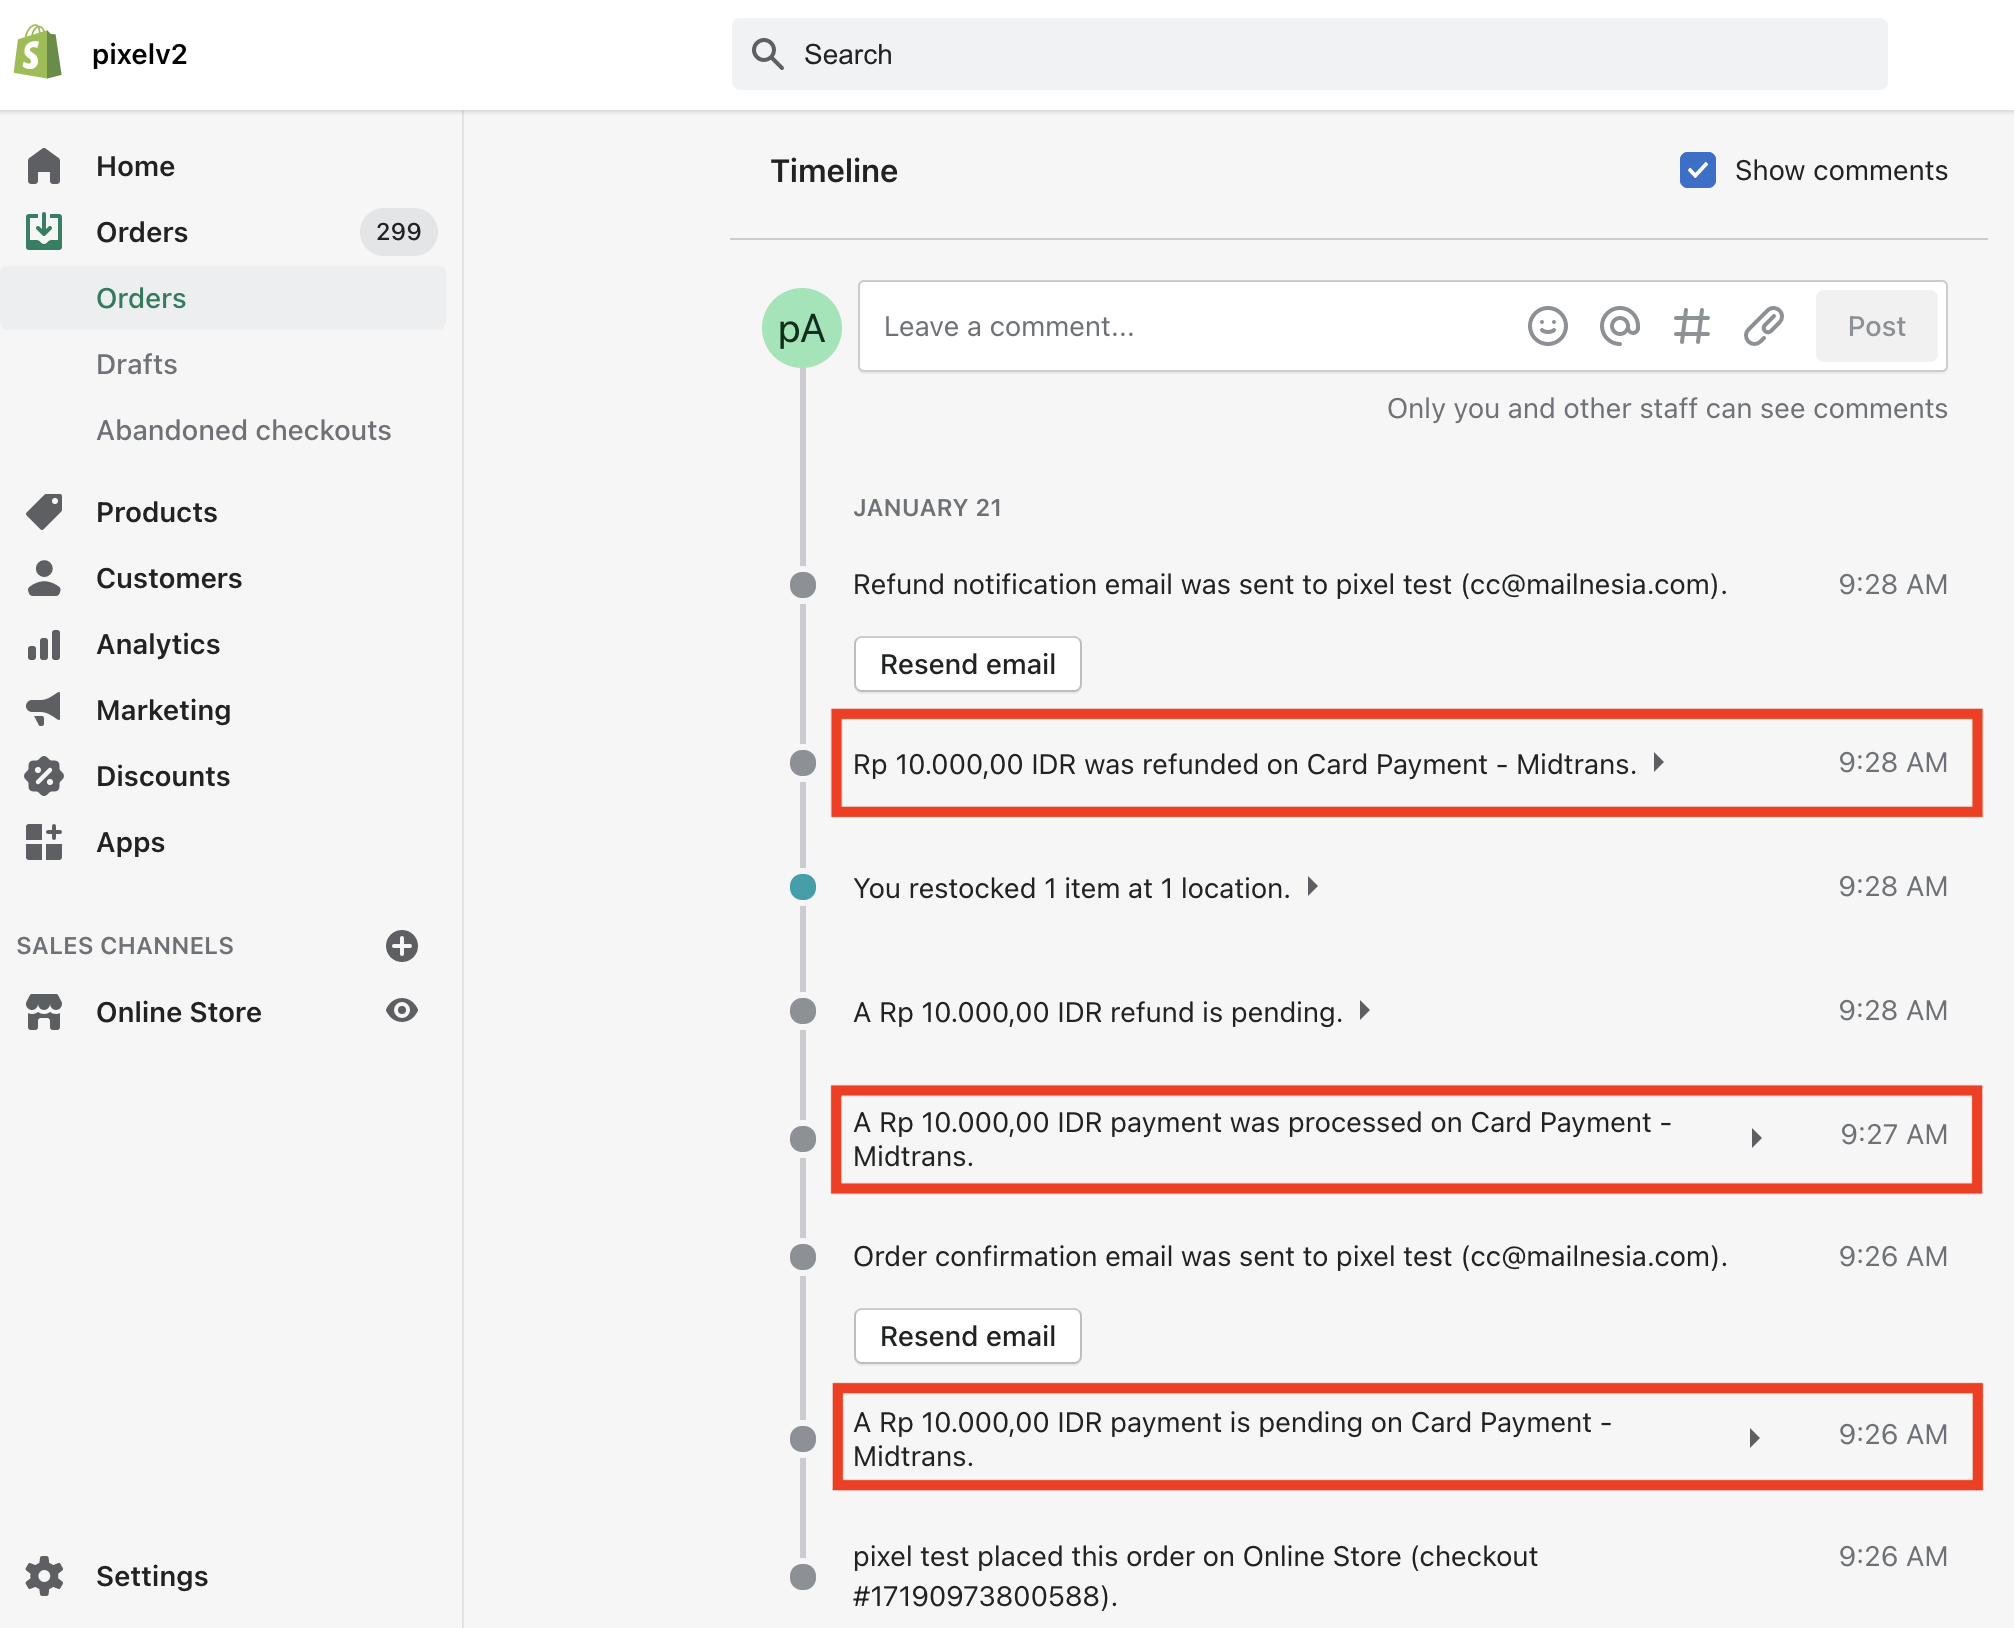 pixelv2
Search
Home
Orders
299
Orders
Drafts
Abandoned checkouts
Products
Customers
Analytics
Marketing
Discounts
Apps
SALES CHANNELS
Online Store
Settings
Timeline
Show comments
pA
Leave a comment...
Post
Only you and other staff can see comments
JANUARY 21
Refund notification email was sent to pixel test (cc@mailnesia.com). 9:28 AM
Resend email
Rp 10.000,00 IDR was refunded on Card Payment - Midtrans. 9:28 AM
You restocked 1 item at 1 location. 9:28 AM
A Rp 10.000,00 IDR refund is pending. 9:28 AM
A Rp 10.000,00 IDR payment was processed on Card Payment - 9:27 AM
Midtrans.
Order confirmation email was sent to pixel test (cc@mailnesia.com). 9:26 AM
Resend email
A Rp 10.000,00 IDR payment is pending on Card Payment - 9:26 AM
Midtrans.
pixel test placed this order on Online Store (checkout 9:26 AM
#17190973800588).